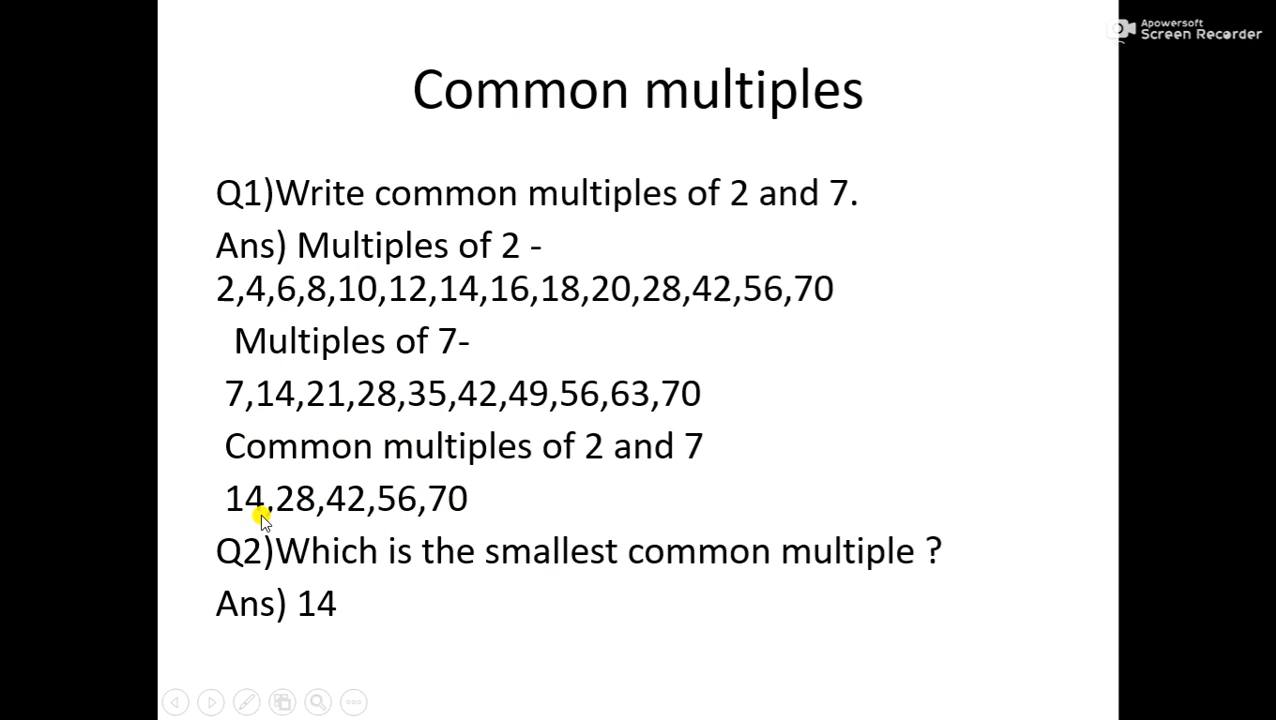 Apowersoft
Screen Recorder
Common multiples
Q1)Write common multiples of 2 and 7.
Ans) Multiples of 2 -
2,4,6,8,10,12,14,16,18,20,28,42,56,70
Multiples of 7-
7,14,21,28,35,42,49,56,63,70
Common multiples of 2 and 7
14,28,42,56,70
Q2)Which is the smallest common multiple ?
Ans) 14